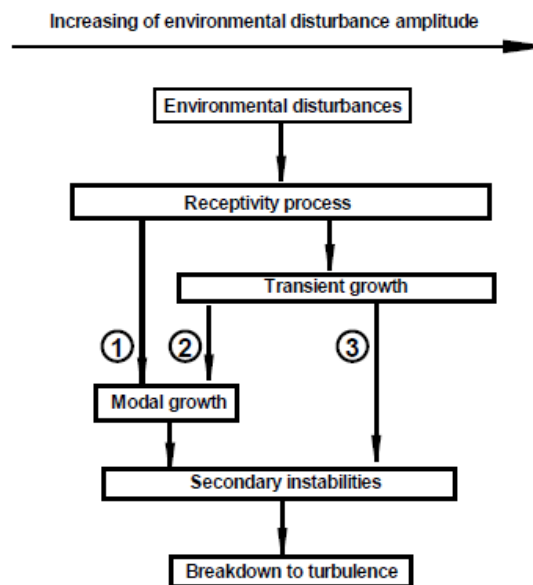 Increasing of environmental disturbance amplitude
Environmental disturbances
Receptivity process
Transient growth
1 2 3
Modal growth
Secondary instabilities
Breakdown to turbulence